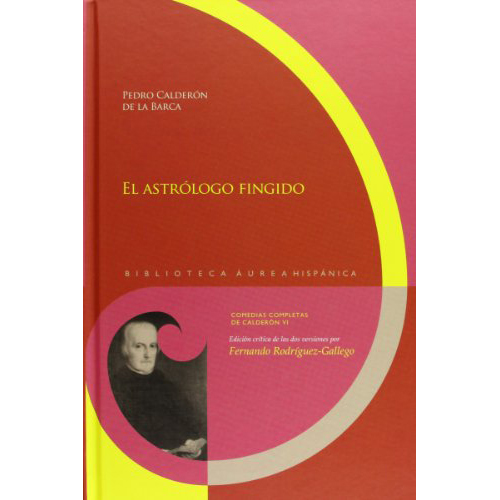 PEDRO CALDERÓN
DE LA BARCA
EL ASTRÓLOGO FINGIDO
BIBLIOTECA ÁUREA HISPÁNICA
COMEDIAS COMPLETAS
DE CALDERÓN VI
Edición crítica de las dos versiones por
Fernando Rodríguez-Gallego